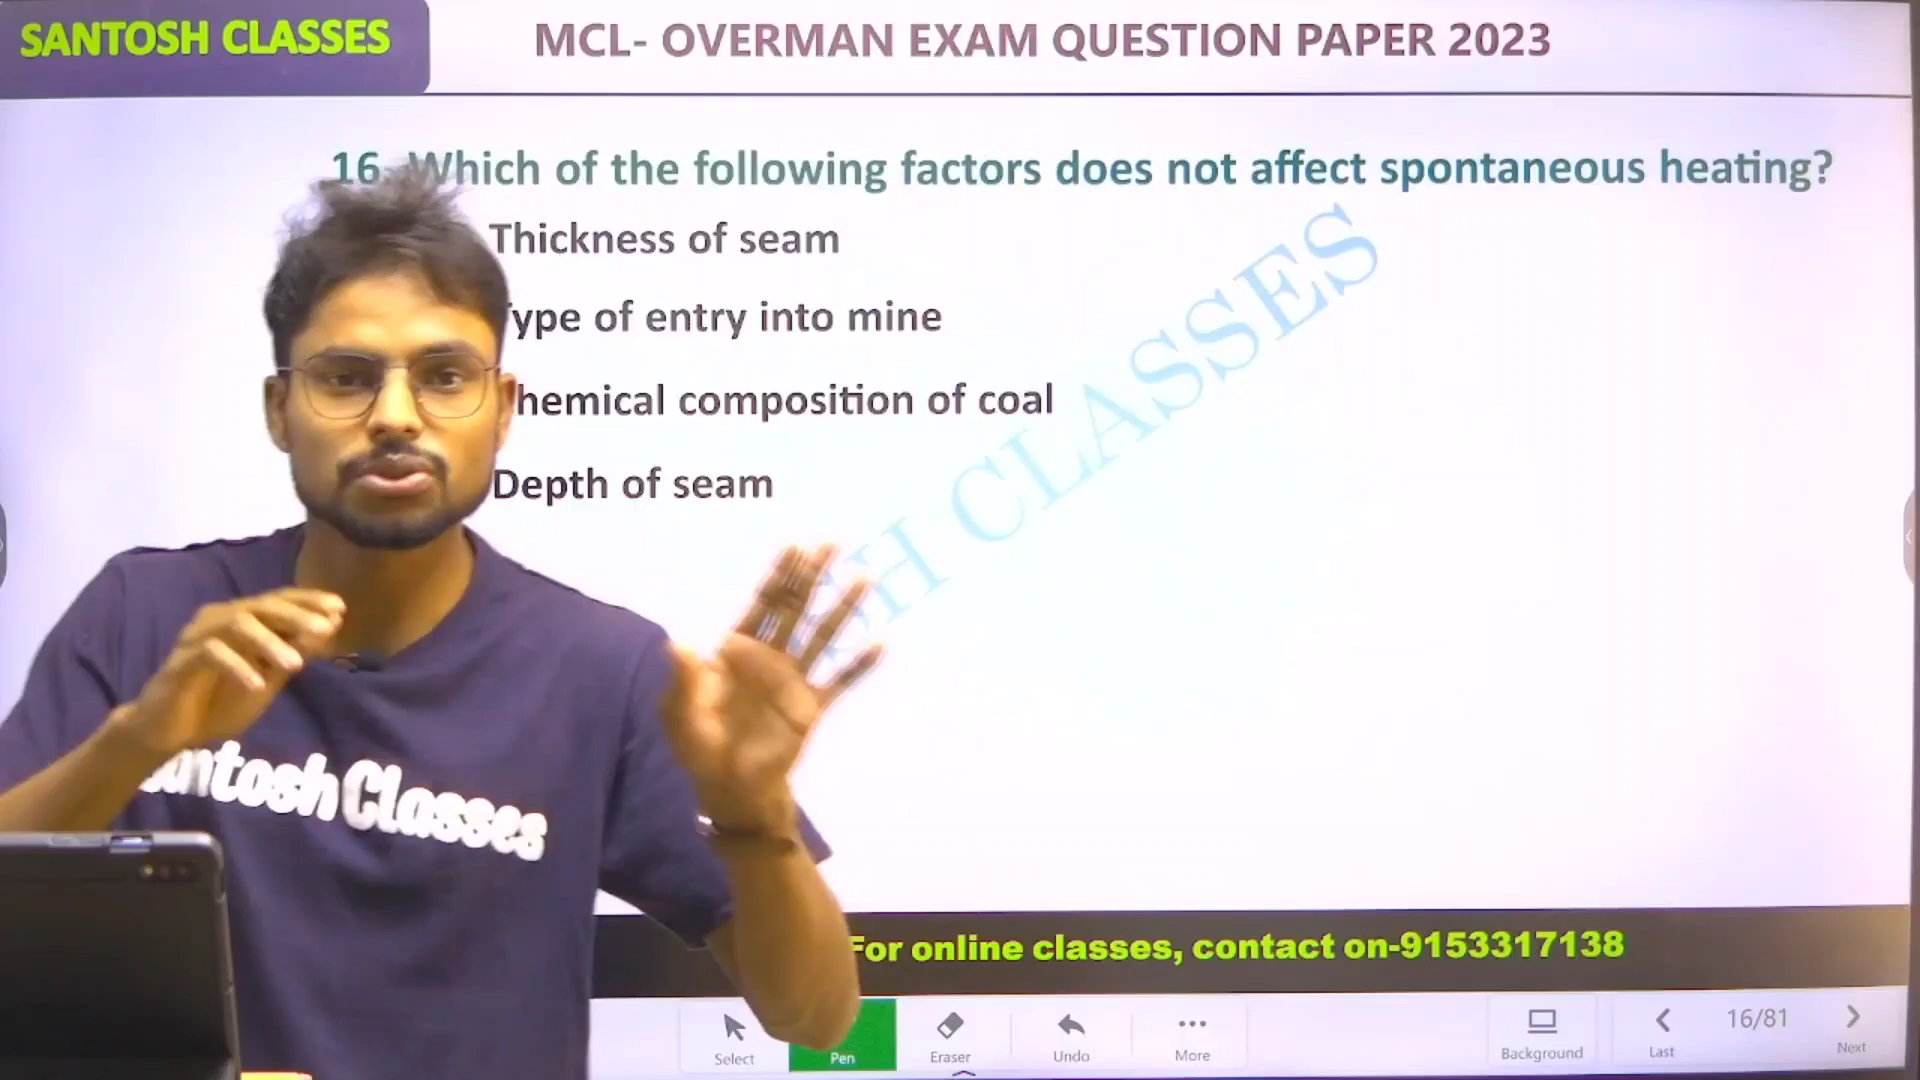 SANTOSH CLASSES
MCL- OVERMAN EXAM QUESTION PAPER 2023
16. Which of the following factors does not affect spontaneous heating?
Thickness of seam
ype of entry into mine
hemical composition of coal
Depth of seam
SH CLASSES
antosh Classes
For online classes, contact on-9153317138
Select
Pen
Eraser
Undo
More
Background
Last
16/81
Next